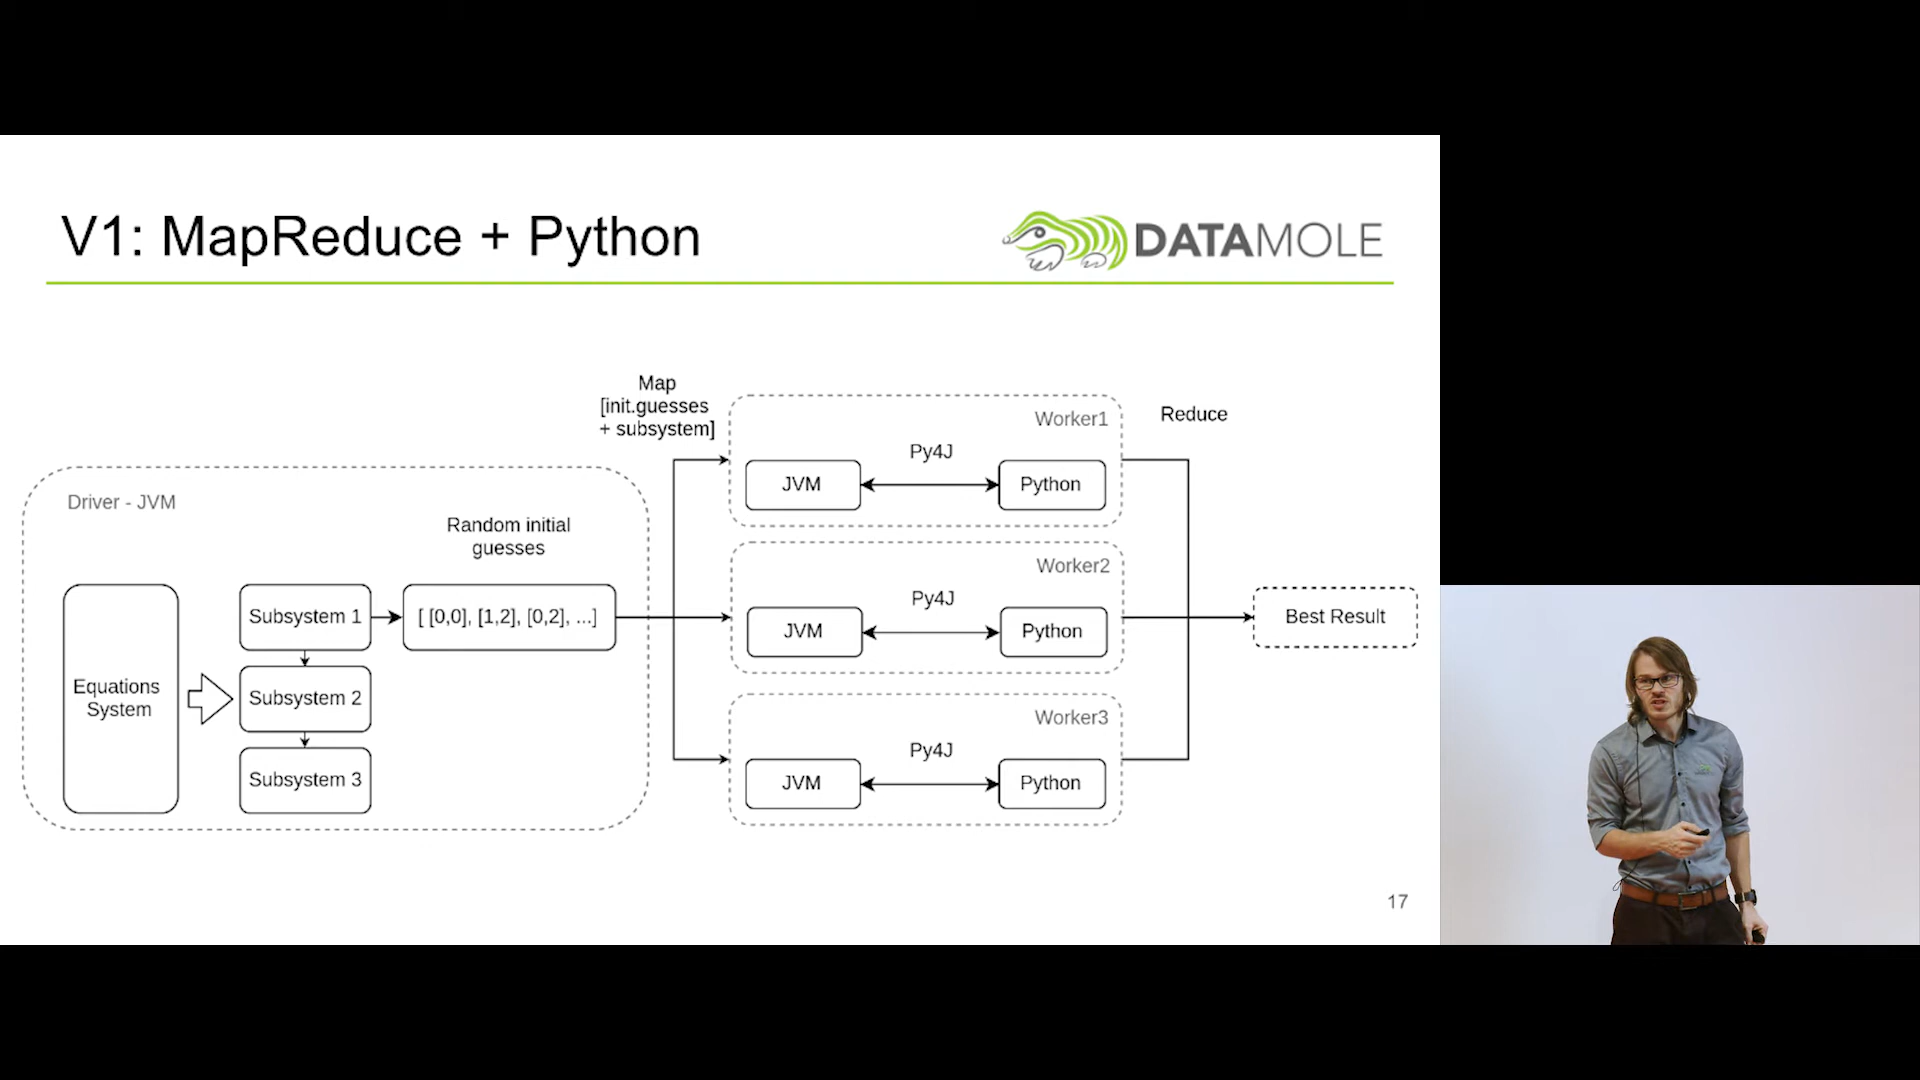 V1: MapReduce + Python
DATAMOLE
Driver - JVM
Equations
System
Subsystem 1
Subsystem 2
Subsystem 3
Random initial
guesses
[ [0,0], [1,2], [0,2], ...]
Map
[init.guesses
+ subsystem]
Worker1
JVM
Py4J
Python
Worker2
JVM
Py4J
Python
Worker3
JVM
Py4J
Python
Reduce
Best Result
17